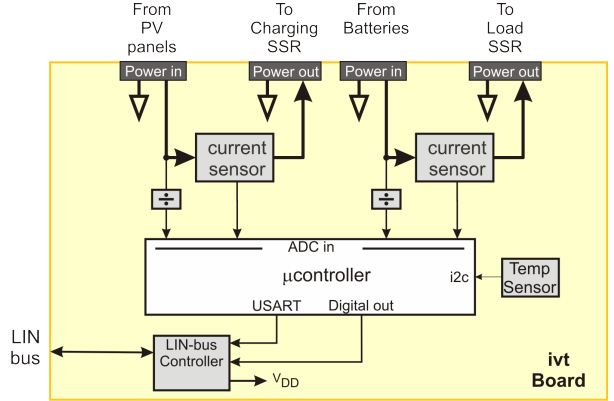 From
PV
panels
To
Charging
SSR
From
Batteries
To
Load
SSR
Power in
Power out
Power in
Power out
current
sensor
current
sensor
÷
÷
ADC in
µcontroller
i2c
Temp
Sensor
USART
Digital out
LIN
bus
LIN-bus
Controller
VDD
ivt
Board